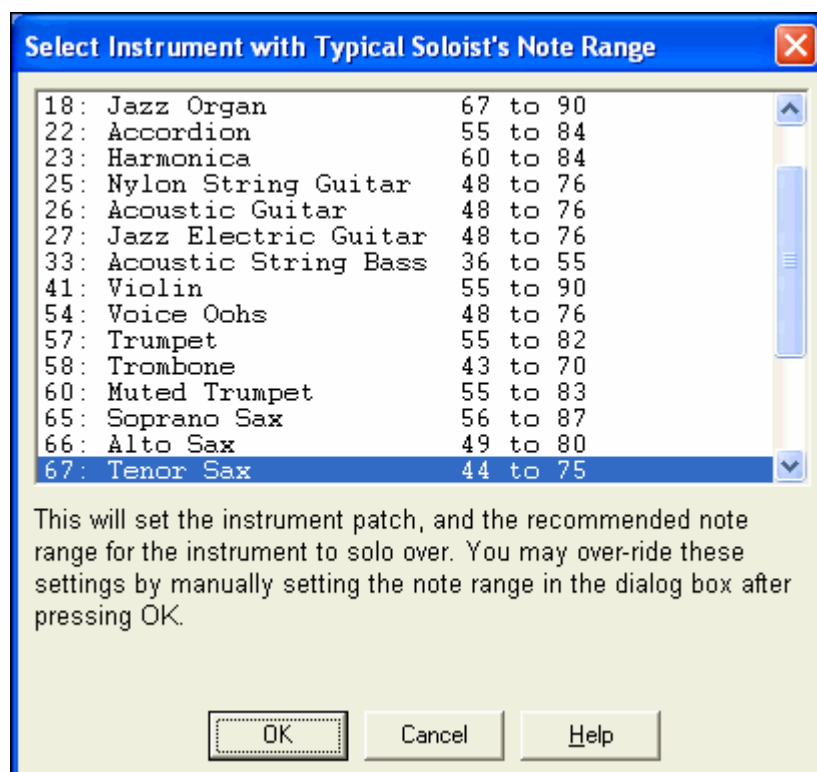 Select Instrument with Typical Soloist's Note Range
18: Jazz Organ 67 to 90
22: Accordion 55 to 84
23: Harmonica 60 to 84
25: Nylon String Guitar 48 to 76
26: Acoustic Guitar 48 to 76
27: Jazz Electric Guitar 48 to 76
33: Acoustic String Bass 36 to 55
41: Violin 55 to 90
54: Voice Oohs 48 to 76
57: Trumpet 55 to 82
58: Trombone 43 to 70
60: Muted Trumpet 55 to 83
65: Soprano Sax 56 to 87
66: Alto Sax 49 to 80
67: Tenor Sax 44 to 75
This will set the instrument patch, and the recommended note
range for the instrument to solo over. You may over-ride these
settings by manually setting the note range in the dialog box after
pressing OK.
OK Cancel Help